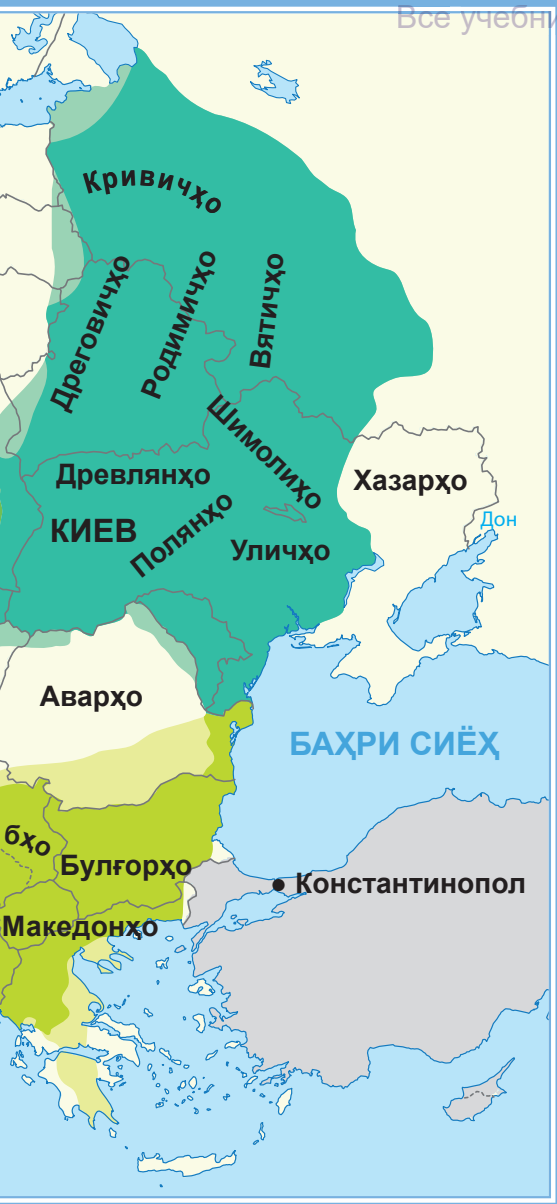 Все учебни
Кривичҳо
Дреговичҳо
Родимичҳо
Вятичҳо
Шимолиҳо
Древлянҳо
Хазарҳо
КИЕВ
Полянҳо
Уличҳо
Дон
Аварҳо
БАҲРИ СИЁҲ
бҳо
Булғорҳо
Константинопол
Македонҳо